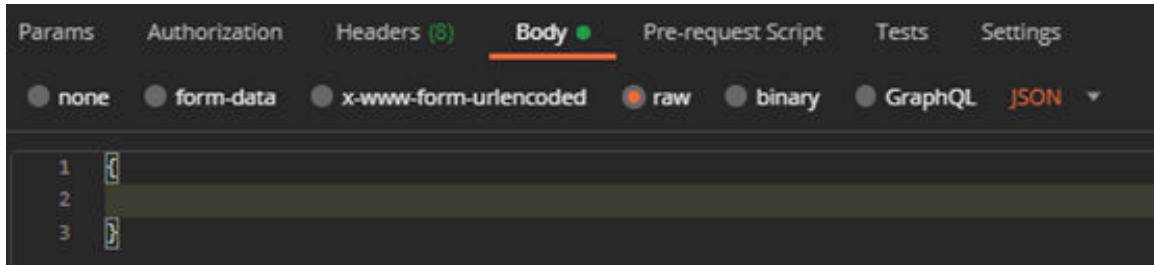 Params Authorization Headers (8) Body Pre-request Script Tests Settings
none form-data x-www-form-urlencoded raw binary GraphQL JSON
1 {
2
3 }